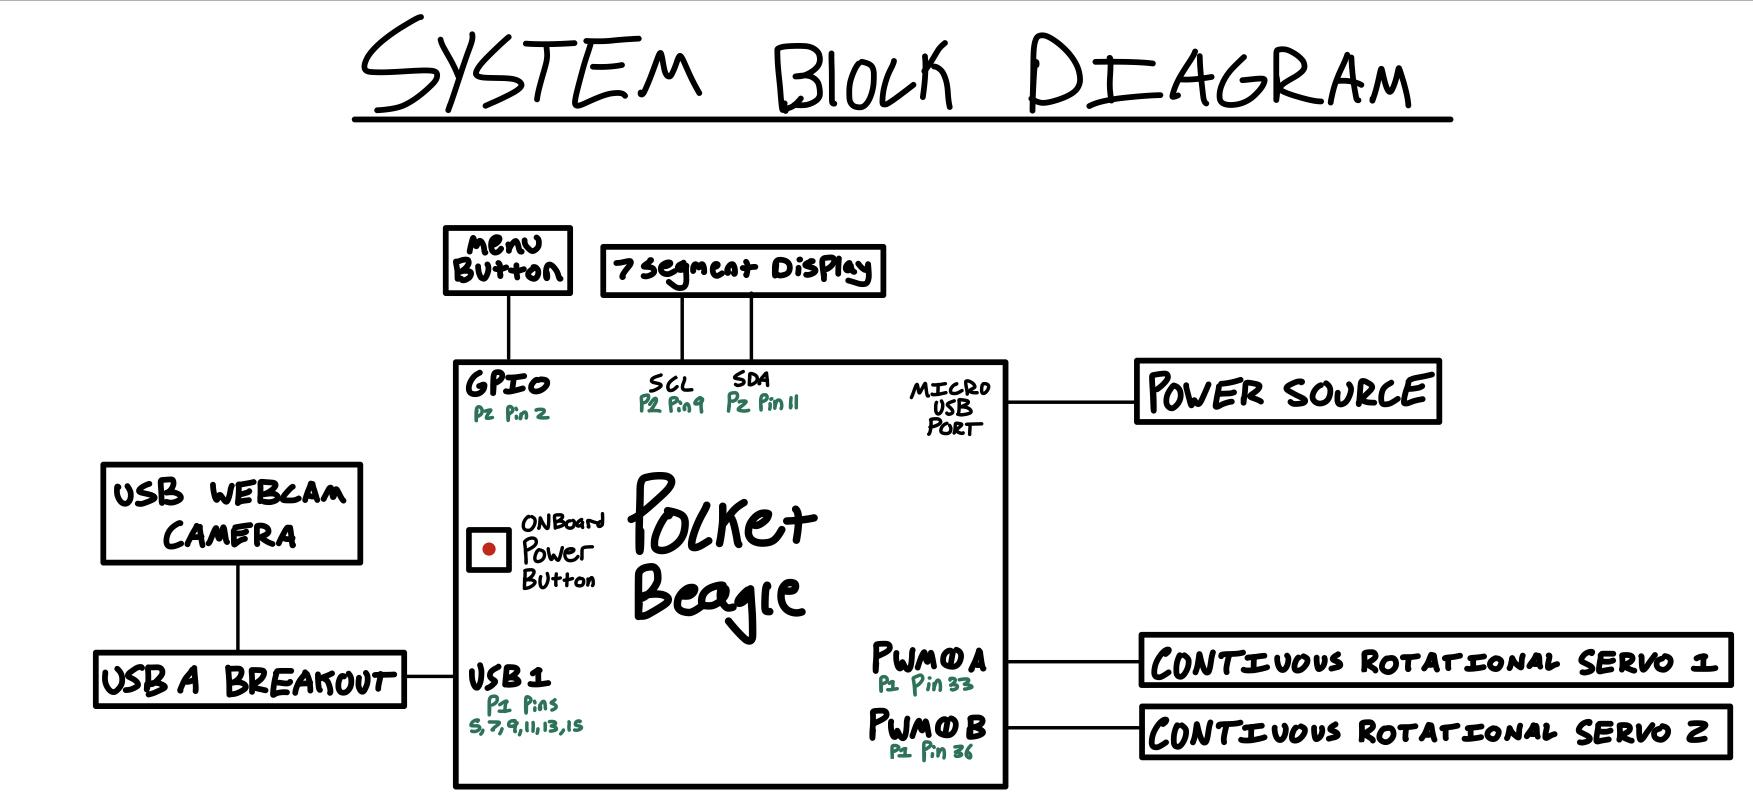 SYSTEM BLOCK DIAGRAM
Menu
Button
7 Segment Display
GPIO
P2 Pin 2
SCL
P2 Pin 9
SDA
P2 Pin 11
MICRO
USB
PORT
POWER SOURCE
USB WEBCAM
CAMERA
ONBoard
Power
Button
Pocket
Beagle
USB A BREAKOUT
USB 1
P1 Pins
5,7,9,11,13,15
PWM0 A
P1 Pin 33
PWM0 B
P1 Pin 36
CONTIUOUS ROTATIONAL SERVO 1
CONTIUOUS ROTATIONAL SERVO 2